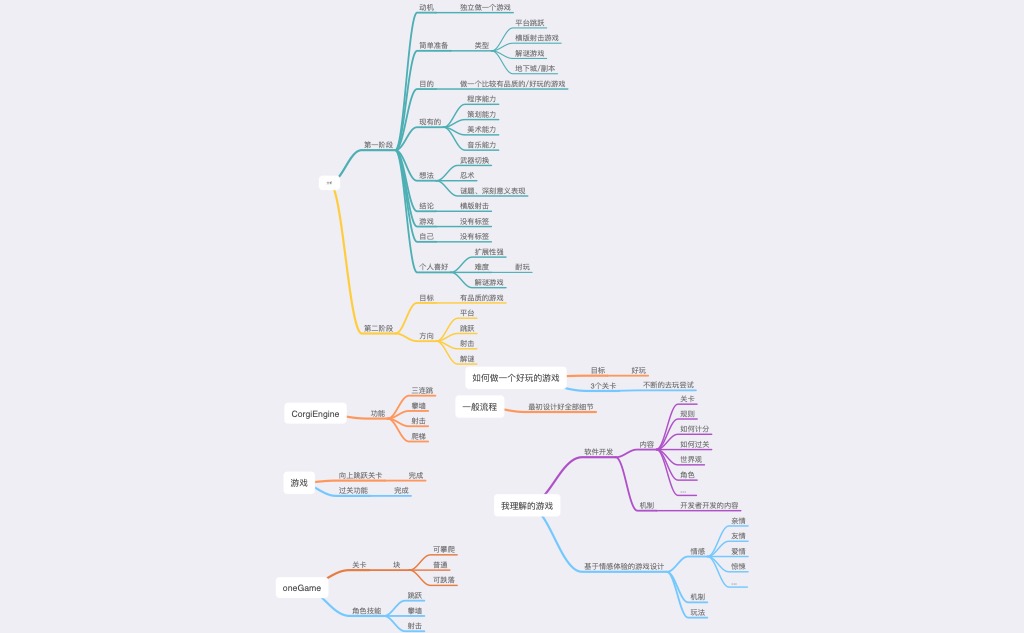 第一阶段
动机
独立做一个游戏
简单准备
类型
平台跳跃
横版射击游戏
解谜游戏
地下城/副本
目的
做一个比较有品质的/好玩的游戏
现有的
程序能力
策划能力
美术能力
音乐能力
想法
武器切换
忍术
谜题、深刻意义表现
结论
横版射击
游戏
没有标签
自己
没有标签
个人喜好
扩展性强
难度
耐玩
解谜游戏
第二阶段
目标
有品质的游戏
方向
平台
跳跃
射击
解谜
如何做一个好玩的游戏
目标
好玩
3个关卡
不断的去玩尝试
CorgiEngine
功能
三连跳
攀墙
射击
爬梯
一般流程
最初设计好全部细节
游戏
向上跳跃关卡
完成
过关功能
完成
我理解的游戏
软件开发
内容
关卡
规则
如何计分
如何过关
世界观
角色
...
机制
开发者开发的内容
基于情感体验的游戏设计
情感
亲情
友情
爱情
惊悚
...
机制
玩法
oneGame
关卡
块
可攀爬
普通
可跌落
角色技能
跳跃
攀墙
射击